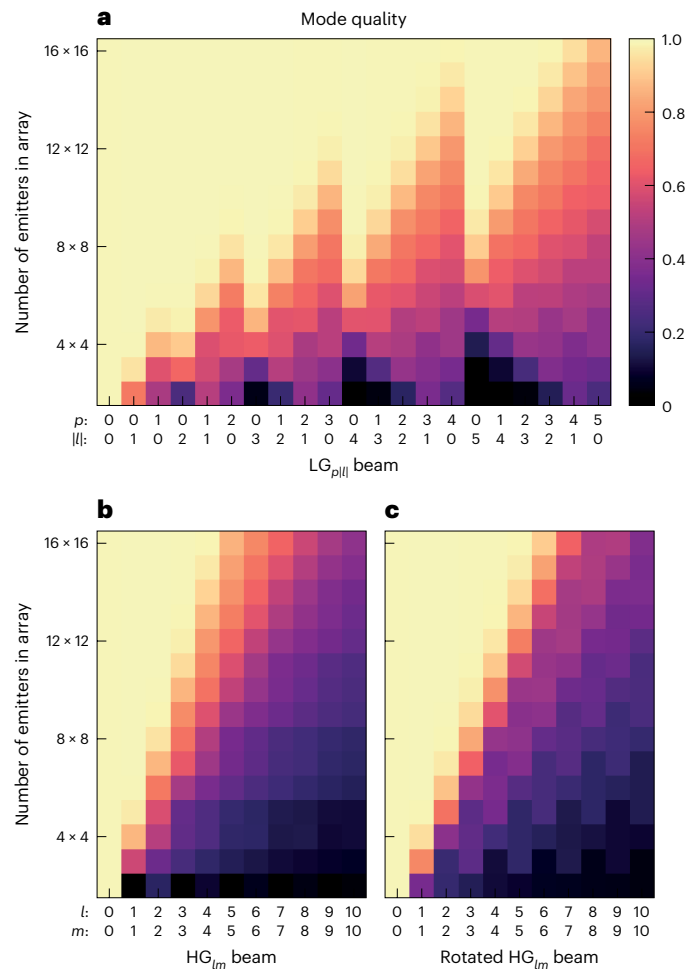 a
Mode quality
16 × 16
12 × 12
8 × 8
4 × 4
Number of emitters in array
1.0
0.8
0.6
0.4
0.2
0
p: 0 0 1 0 1 2 0 1 2 3 0 1 2 3 4 0 1 2 3 4 5
|l|: 0 1 0 2 1 0 3 2 1 0 4 3 2 1 0 5 4 3 2 1 0
LGp|l| beam
b
c
16 × 16
12 × 12
8 × 8
4 × 4
Number of emitters in array
l: 0 1 2 3 4 5 6 7 8 9 10 0 1 2 3 4 5 6 7 8 9 10
m: 0 1 2 3 4 5 6 7 8 9 10 0 1 2 3 4 5 6 7 8 9 10
HGlm beam
Rotated HGlm beam